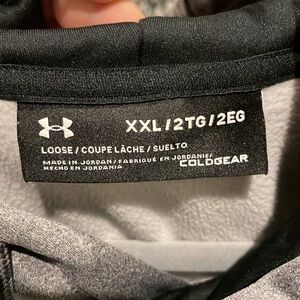 XXL/2TG/2EG
LOOSE/COUPE LÂCHE/SUELTO
MADE IN JORDAN/FABRIQUÉ EN JORDANIE/
HECHO EN JORDANIA
COLDGEAR